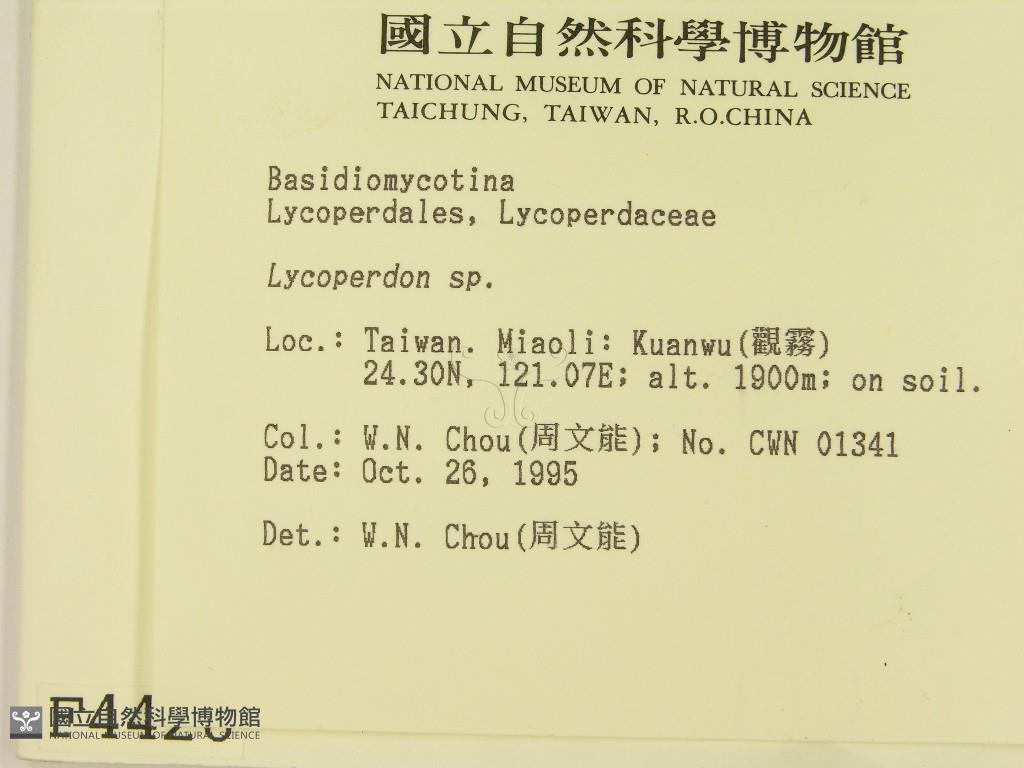 國立自然科學博物館
NATIONAL MUSEUM OF NATURAL SCIENCE
TAICHUNG, TAIWAN, R.O.CHINA
Basidiomycotina
Lycoperdales, Lycoperdaceae
Lycoperdon sp.
Loc.: Taiwan. Miaoli: Kuanwu(觀霧)
24.30N, 121.07E; alt. 1900m; on soil.
Col.: W.N. Chou(周文能); No. CWN 01341
Date: Oct. 26, 1995
Det.: W.N. Chou(周文能)
國立自然科學博物館
NATIONAL MUSEUM OF NATURAL SCIENCE